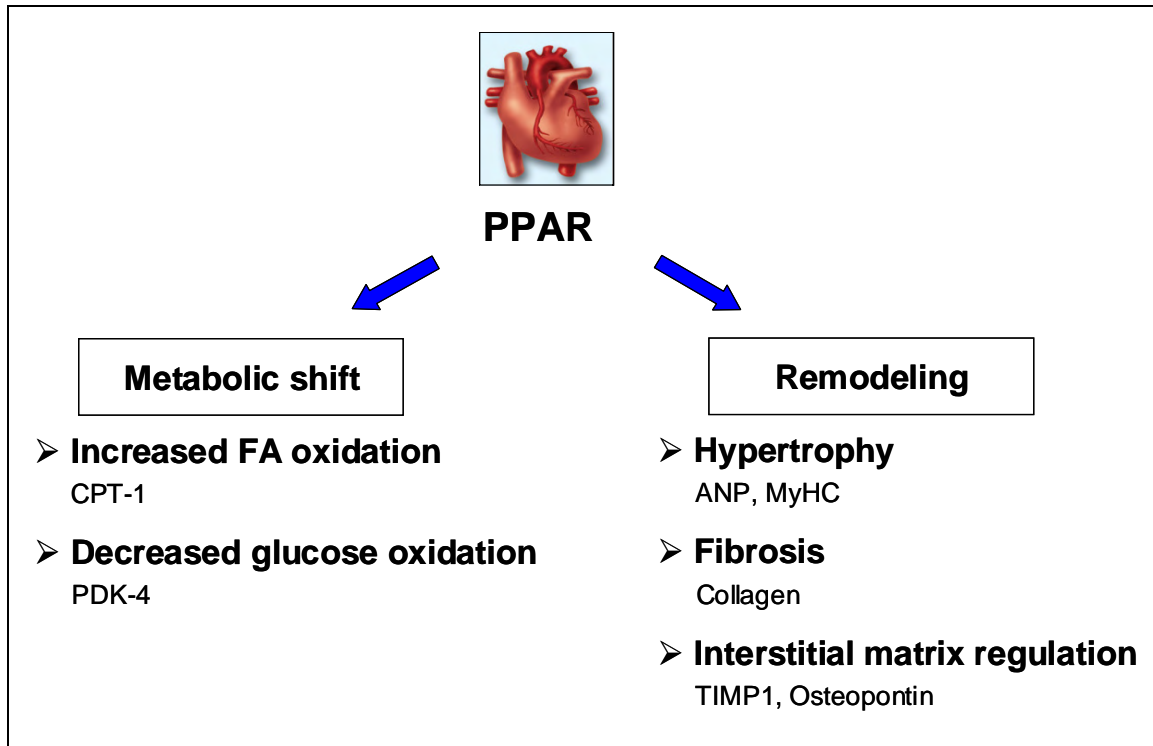 PPAR
Metabolic shift
➢ Increased FA oxidation
CPT-1
➢ Decreased glucose oxidation
PDK-4
Remodeling
➢ Hypertrophy
ANP, MyHC
➢ Fibrosis
Collagen
➢ Interstitial matrix regulation
TIMP1, Osteopontin